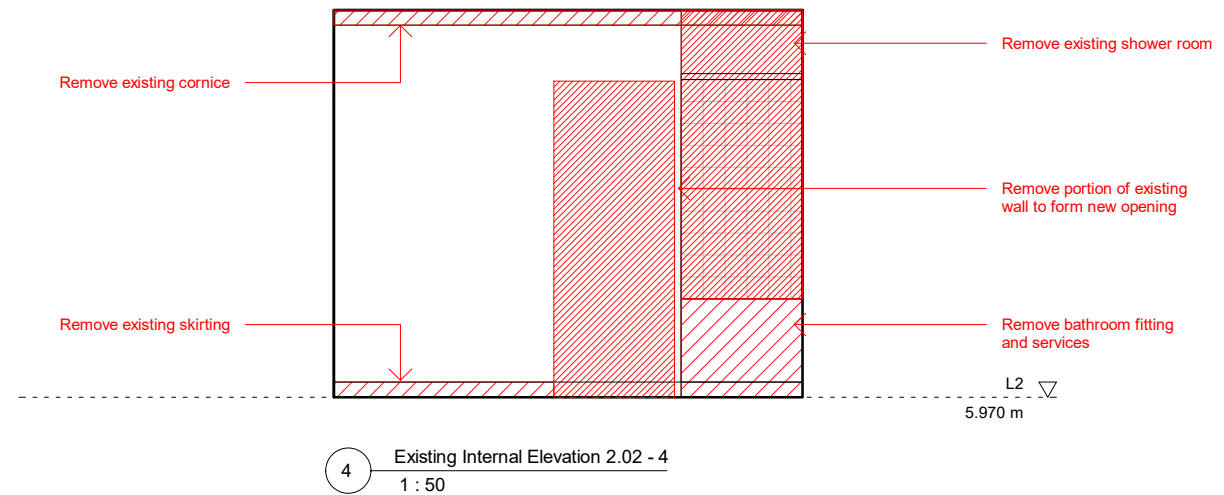 Remove existing shower room
Remove existing cornice
Remove portion of existing
wall to form new opening
Remove existing skirting
Remove bathroom fitting
and services
L2
5.970 m
4
Existing Internal Elevation 2.02 - 4
1 : 50